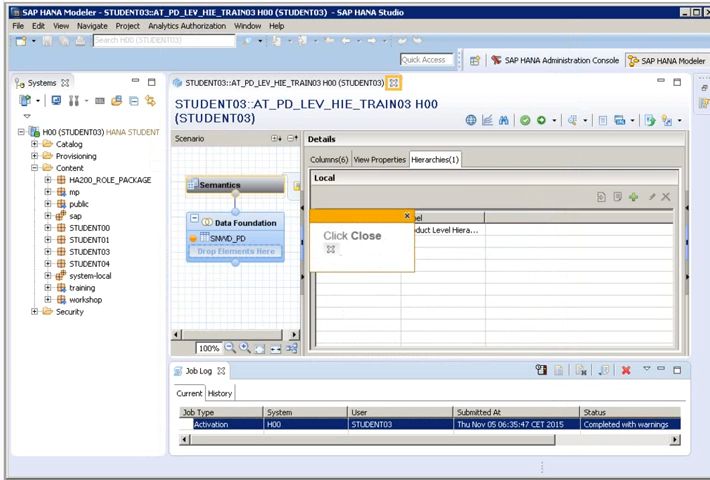 SAP HANA Modeler - STUDENT03::AT_PD_LEV_HIE_TRAIN03 H00 (STUDENT03) - SAP HANA Studio
File Edit View Navigate Project Analytics Authorization Window Help
Search H00 (STUDENT03)
Quick Access SAP HANA Administration Console SAP HANA Modeler
Systems
H00 (STUDENT03) HANA STUDENT
Catalog
Provisioning
Content
HA200_ROLE_PACKAGE
mp
public
sap
STUDENT00
STUDENT01
STUDENT03
STUDENT04
system-local
training
workshop
Security
STUDENT03::AT_PD_LEV_HIE_TRAIN03 H00 (STUDENT03)
STUDENT03::AT_PD_LEV_HIE_TRAIN03 H00
(STUDENT03)
Scenario
Semantics
Data Foundation
SNWD_PD
Drop Elements Here
100%
Details
Columns(6) View Properties Hierarchies(1)
Local
bel
oduct Level Hiera...
Click Close
Job Log
Current History
Job Type System User Submitted At Status
Activation H00 STUDENT03 Thu Nov 05 06:35:47 CET 2015 Completed with warnings